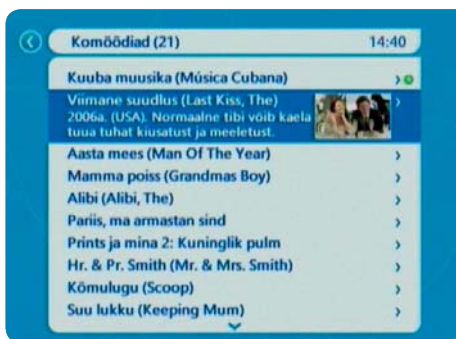 Komöödiad (21) 14:40
Kuuba muusika (Música Cubana)
Viimane suudlus (Last Kiss, The)
2006a. (USA). Normaalne tibi võib kaela
tuua tuhat kiusatust ja meeletust.
Aasta mees (Man Of The Year)
Mamma poiss (Grandmas Boy)
Alibi (Alibi, The)
Pariis, ma armastan sind
Prints ja mina 2: Kuninglik pulm
Hr. & Pr. Smith (Mr. & Mrs. Smith)
Kõmulugu (Scoop)
Suu lukku (Keeping Mum)